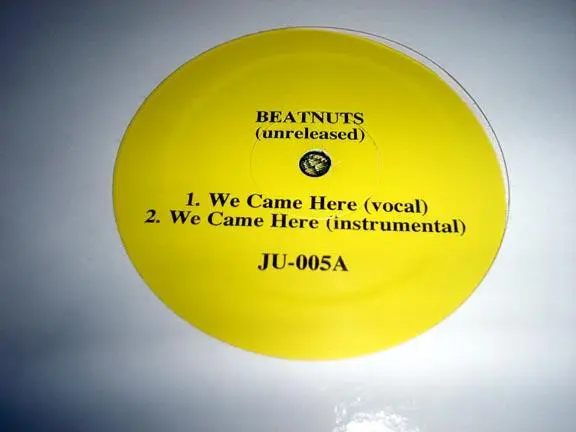 BEATNUTS
(unreleased)
1. We Came Here (vocal)
2. We Came Here (instrumental)
JU-005A